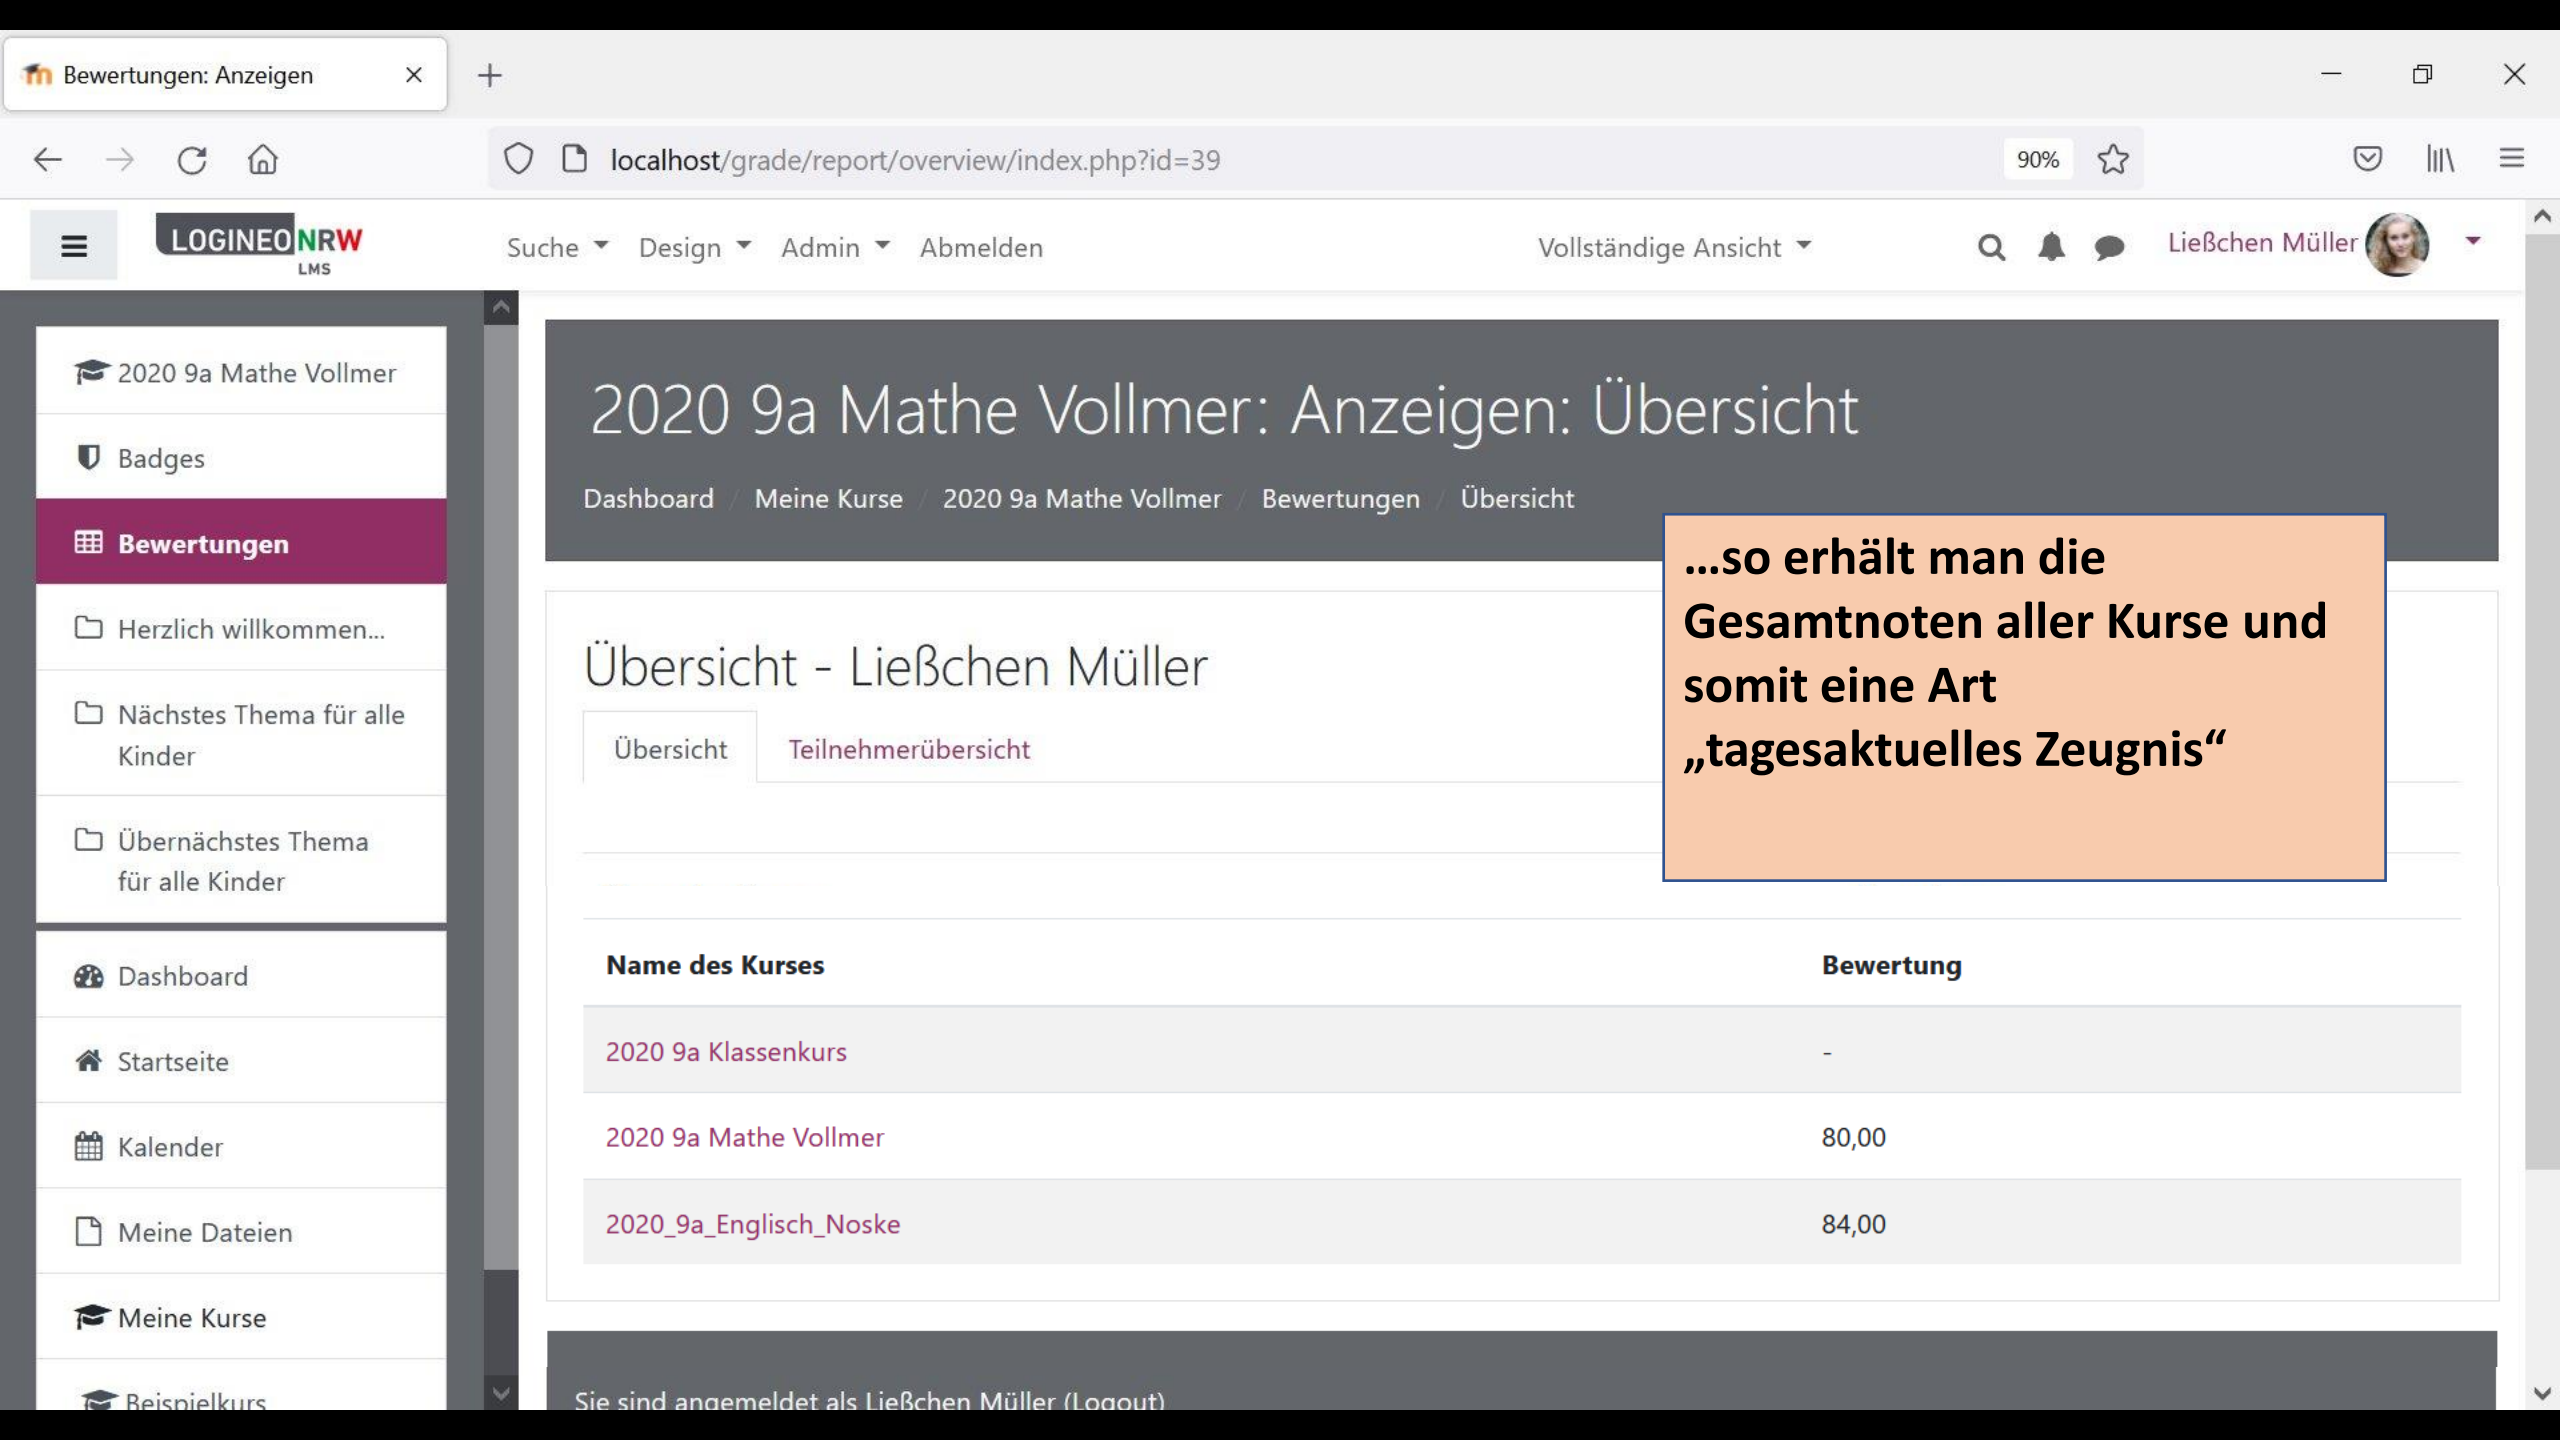 Bewertungen: Anzeigen
localhost/grade/report/overview/index.php?id=39
90%
LOGINEO NRW
LMS
Suche
Design
Admin
Abmelden
Vollständige Ansicht
Ließchen Müller
2020 9a Mathe Vollmer
Badges
Bewertungen
Herzlich willkommen...
Nächstes Thema für alle
Kinder
Übernächstes Thema
für alle Kinder
Dashboard
Startseite
Kalender
Meine Dateien
Meine Kurse
Beispielkurs
2020 9a Mathe Vollmer: Anzeigen: Übersicht
Dashboard / Meine Kurse / 2020 9a Mathe Vollmer / Bewertungen / Übersicht
…so erhält man die
Gesamtnoten aller Kurse und
somit eine Art
„tagesaktuelles Zeugnis“
Übersicht - Ließchen Müller
Übersicht
Teilnehmerübersicht
Name des Kurses
Bewertung
2020 9a Klassenkurs
-
2020 9a Mathe Vollmer
80,00
2020_9a_Englisch_Noske
84,00
Sie sind angemeldet als Ließchen Müller (Logout)